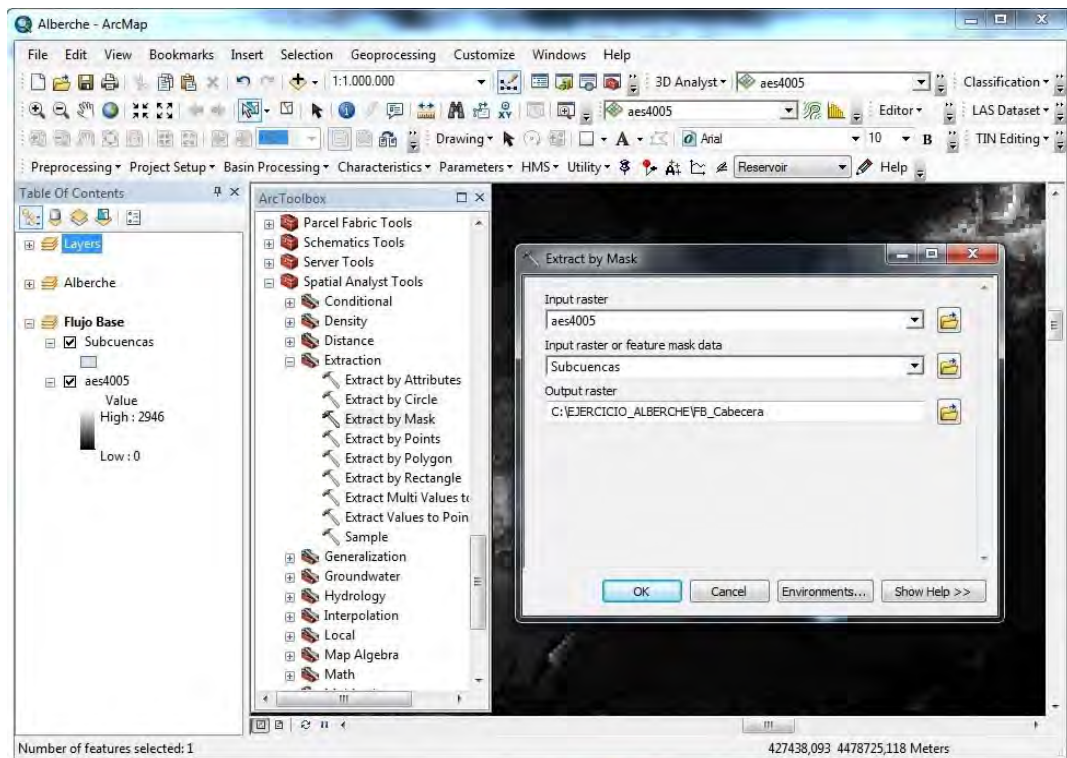 Alberche - ArcMap
File Edit View Bookmarks Insert Selection Geoprocessing Customize Windows Help
1:1.000.000 3D Analyst aes4005 Classification
aes4005 Editor LAS Dataset
Drawing A Arial 10 B TIN Editing
Preprocessing Project Setup Basin Processing Characteristics Parameters HMS Utility Reservoir Help
Table Of Contents
Layers
Alberche
Flujo Base
Subcuencas
aes4005
Value
High : 2946
Low : 0
ArcToolbox
Parcel Fabric Tools
Schematics Tools
Server Tools
Spatial Analyst Tools
Conditional
Density
Distance
Extraction
Extract by Attributes
Extract by Circle
Extract by Mask
Extract by Points
Extract by Polygon
Extract by Rectangle
Extract Multi Values to
Extract Values to Poin
Sample
Generalization
Groundwater
Hydrology
Interpolation
Local
Map Algebra
Math
Extract by Mask
Input raster
aes4005
Input raster or feature mask data
Subcuencas
Output raster
C:\EJERCICIO_ALBERCHE\FB_Cabecera
OK Cancel Environments... Show Help >>
Number of features selected: 1
427438,093 4478725,118 Meters